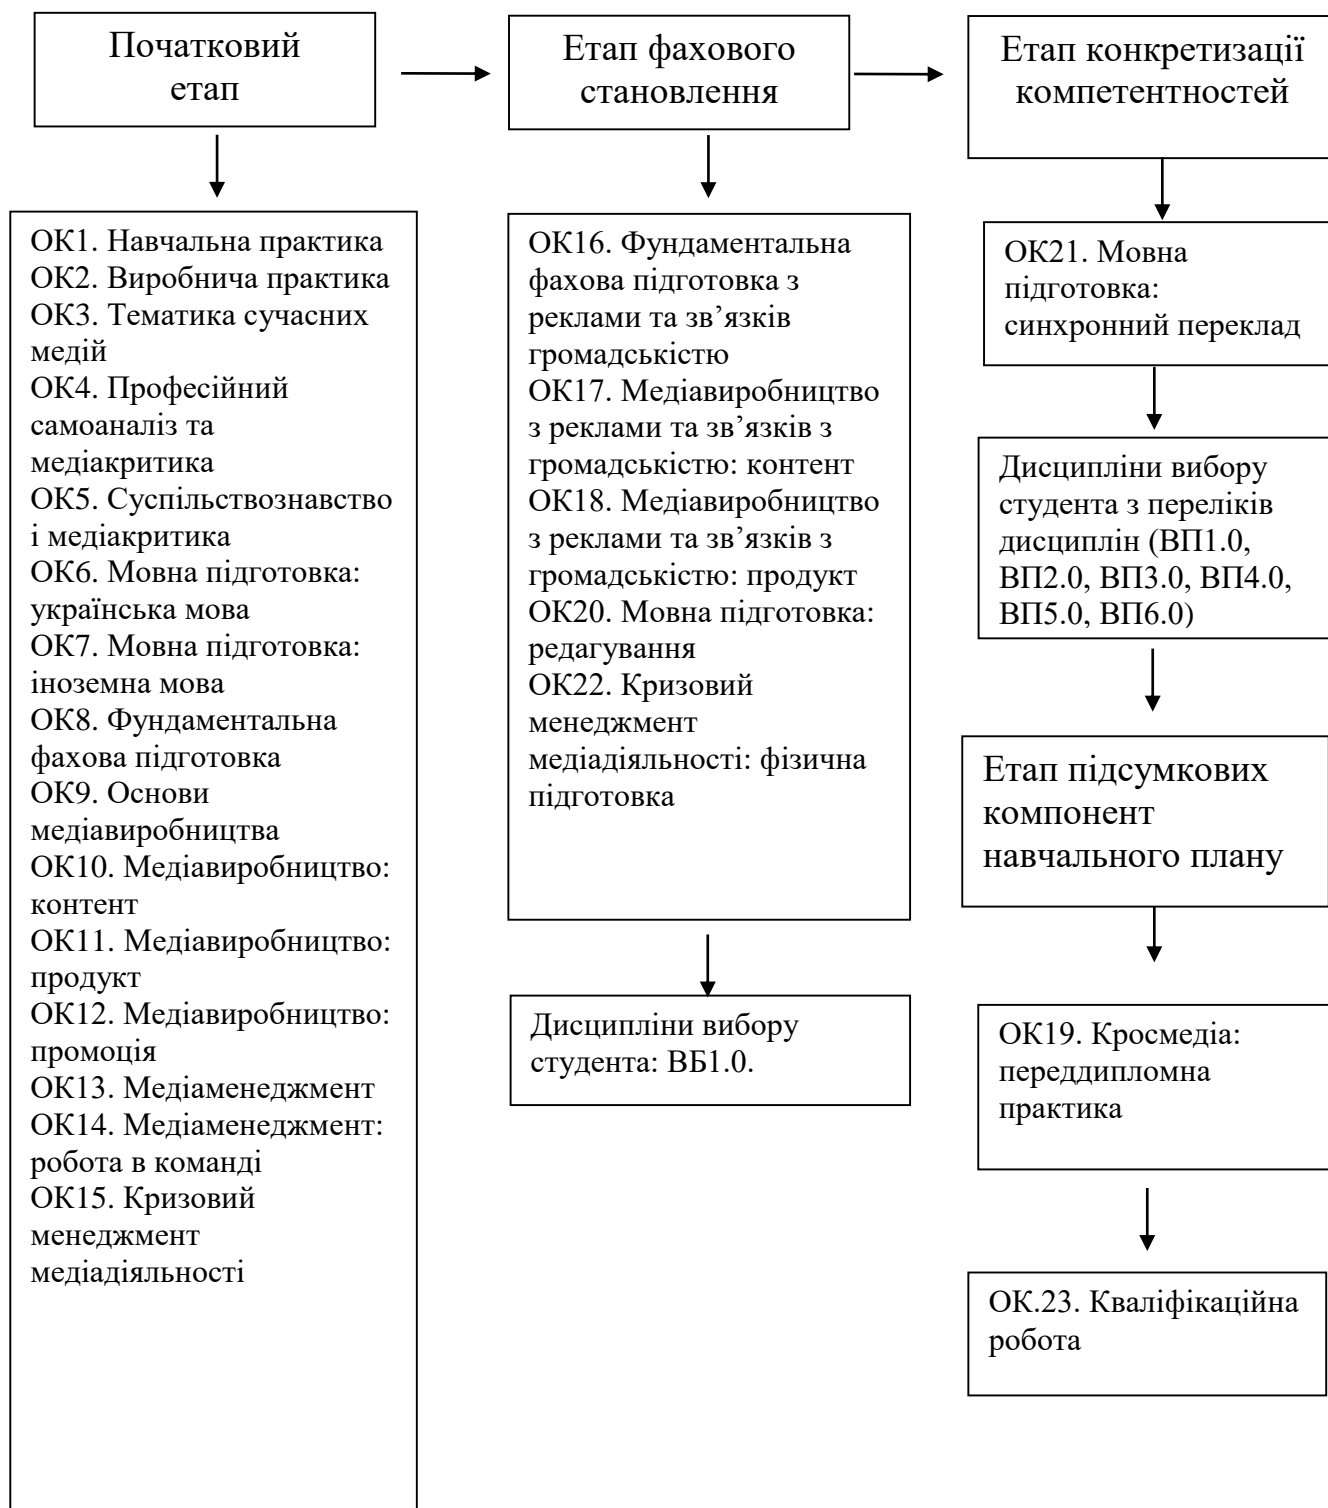 Початковий
етап
Етап фахового
становлення
Етап конкретизації
компетентностей
ОК1. Навчальна практика
ОК2. Виробнича практика
ОК3. Тематика сучасних
медій
ОК4. Професійний
самоаналіз та
медіакритика
ОК5. Суспільствознавство
і медіакритика
ОК6. Мовна підготовка:
українська мова
ОК7. Мовна підготовка:
іноземна мова
ОК8. Фундаментальна
фахова підготовка
ОК9. Основи
медіавиробництва
ОК10. Медіавиробництво:
контент
ОК11. Медіавиробництво:
продукт
ОК12. Медіавиробництво:
промоція
ОК13. Медіаменеджмент
ОК14. Медіаменеджмент:
робота в команді
ОК15. Кризовий
менеджмент
медіадіяльності
ОК16. Фундаментальна
фахова підготовка з
реклами та зв’язків
громадськістю
ОК17. Медіавиробництво
з реклами та зв’язків з
громадськістю: контент
ОК18. Медіавиробництво
з реклами та зв’язків з
громадськістю: продукт
ОК20. Мовна підготовка:
редагування
ОК22. Кризовий
менеджмент
медіадіяльності: фізична
підготовка
Дисципліни вибору
студента: ВБ1.0.
ОК21. Мовна
підготовка:
синхронний переклад
Дисципліни вибору
студента з переліків
дисциплін (ВП1.0,
ВП2.0, ВП3.0, ВП4.0,
ВП5.0, ВП6.0)
Етап підсумкових
компонент
навчального плану
ОК19. Кросмедіа:
переддипломна
практика
ОК.23. Кваліфікаційна
робота